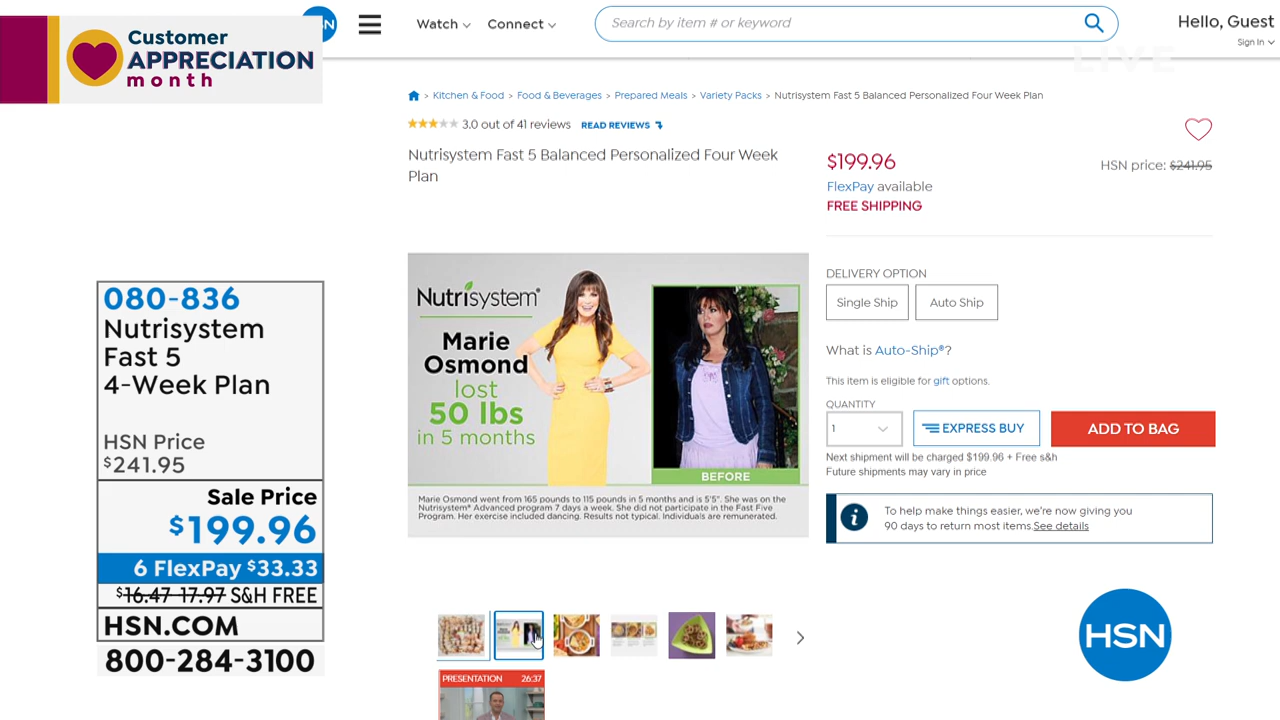 Customer
APPRECIATION
month
Watch
Connect
Search by item # or keyword
Hello, Guest
Sign In
LIVE
> Kitchen & Food > Food & Beverages > Prepared Meals > Variety Packs > Nutrisystem Fast 5 Balanced Personalized Four Week Plan
3.0 out of 41 reviews READ REVIEWS
Nutrisystem Fast 5 Balanced Personalized Four Week
Plan
$199.96
HSN price: $241.95
FlexPay available
FREE SHIPPING
DELIVERY OPTION
Single Ship
Auto Ship
What is Auto-Ship®?
This item is eligible for gift options.
QUANTITY
1
EXPRESS BUY
ADD TO BAG
Next shipment will be charged $199.96 + Free s&h
Future shipments may vary in price
To help make things easier, we're now giving you
90 days to return most items.See details
Nutrisystem®
Marie
Osmond
lost
50 lbs
in 5 months
BEFORE
Marie Osmond went from 165 pounds to 115 pounds in 5 months and is 5'5". She was on the
Nutrisystem® Advanced program 7 days a week. She did not participate in the Fast Five
Program. Her exercise included dancing. Results not typical. Individuals are remunerated.
PRESENTATION 26:37
080-836
Nutrisystem
Fast 5
4-Week Plan
HSN Price
$241.95
Sale Price
$199.96
6 FlexPay $33.33
$16.47-17.97 S&H FREE
HSN.COM
800-284-3100
HSN